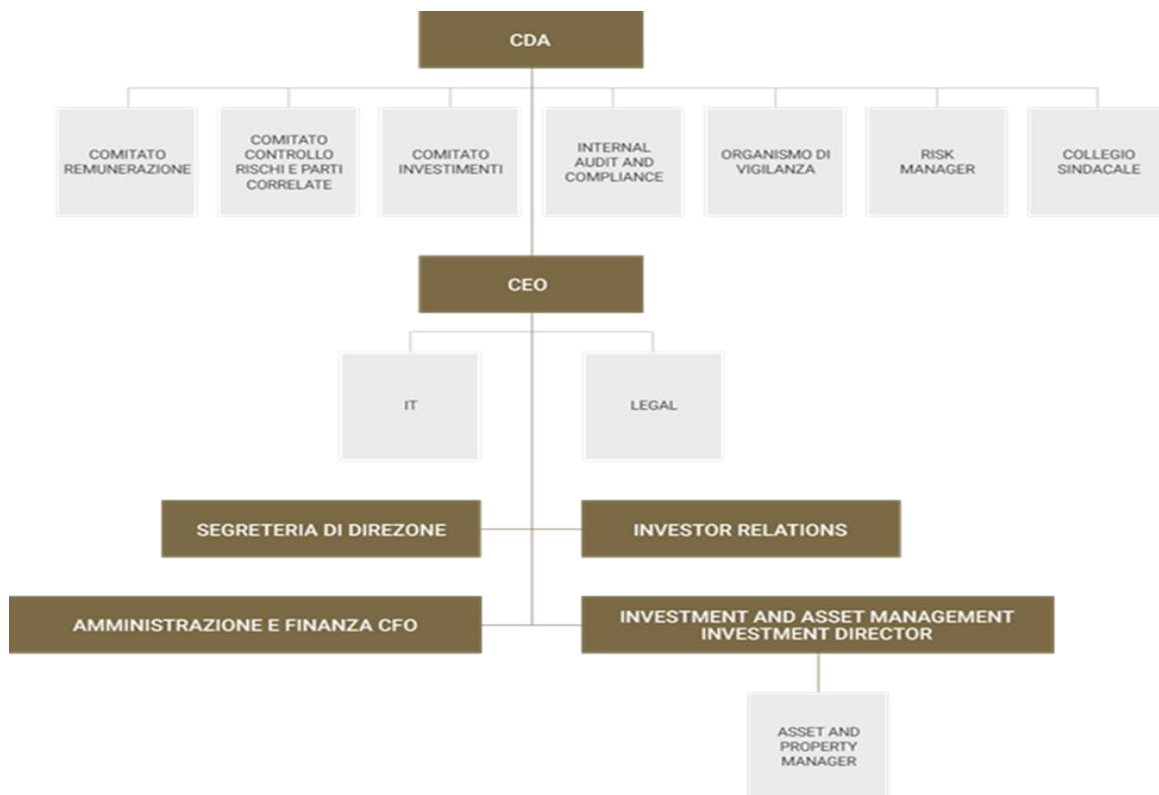 CDA
COMITATO
REMUNERAZIONE
COMITATO
CONTROLLO
RISCHI E PARTI
CORRELATE
COMITATO
INVESTIMENTI
INTERNAL
AUDIT AND
COMPLIANCE
ORGANISMO DI
VIGILANZA
RISK
MANAGER
COLLEGIO
SINDACALE
CEO
IT
LEGAL
SEGRETERIA DI DIREZONE
INVESTOR RELATIONS
AMMINISTRAZIONE E FINANZA CFO
INVESTMENT AND ASSET MANAGEMENT
INVESTMENT DIRECTOR
ASSET AND
PROPERTY
MANAGER